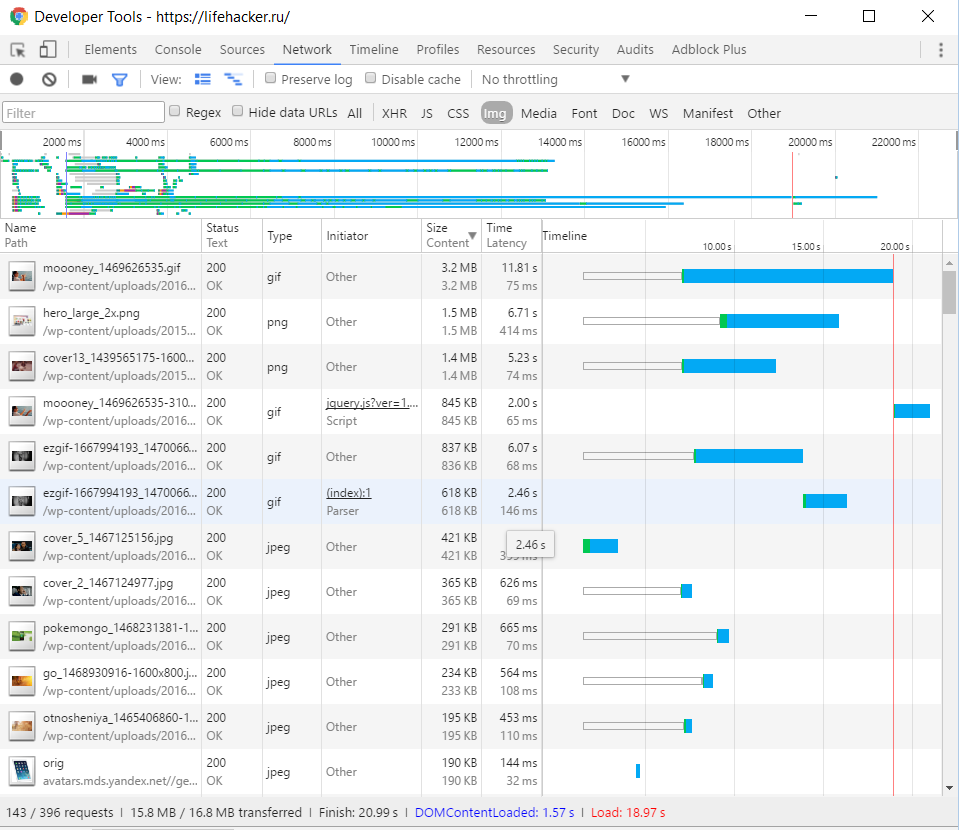 Developer Tools - https://lifehacker.ru/
Elements Console Sources Network Timeline Profiles Resources Security Audits Adblock Plus
View: Preserve log Disable cache No throttling
Filter Regex Hide data URLs All XHR JS CSS Img Media Font Doc WS Manifest Other
2000 ms 4000 ms 6000 ms 8000 ms 10000 ms 12000 ms 14000 ms 16000 ms 18000 ms 20000 ms 22000 ms
Name Status Type Initiator Size Time Timeline
Path Text Content Latency 10.00 s 15.00 s 20.00 s
moooney_1469626535.gif 200 gif Other 3.2 MB 11.81 s
/wp-content/uploads/2016... OK 3.2 MB 75 ms
hero_large_2x.png 200 png Other 1.5 MB 6.71 s
/wp-content/uploads/2015... OK 1.5 MB 414 ms
cover13_1439565175-1600... 200 png Other 1.4 MB 5.23 s
/wp-content/uploads/2015... OK 1.4 MB 74 ms
moooney_1469626535-310... 200 gif jquery.js?ver=1.... 845 KB 2.00 s
/wp-content/uploads/2016... OK Script 845 KB 65 ms
ezgif-1667994193_1470066... 200 gif Other 837 KB 6.07 s
/wp-content/uploads/2016... OK 836 KB 68 ms
ezgif-1667994193_1470066... 200 gif (index):1 618 KB 2.46 s
/wp-content/uploads/2016... OK Parser 618 KB 146 ms
cover_5_1467125156.jpg 200 jpeg Other 421 KB 2.46 s
/wp-content/uploads/2016... OK 421 KB
cover_2_1467124977.jpg 200 jpeg Other 365 KB 626 ms
/wp-content/uploads/2016... OK 365 KB 69 ms
pokemongo_1468231381-1... 200 jpeg Other 291 KB 665 ms
/wp-content/uploads/2016... OK 291 KB 70 ms
go_1468930916-1600x800.j... 200 jpeg Other 234 KB 564 ms
/wp-content/uploads/2016... OK 233 KB 108 ms
otnosheniya_1465406860-1... 200 jpeg Other 195 KB 453 ms
/wp-content/uploads/2016... OK 195 KB 110 ms
orig 200 jpeg Other 190 KB 144 ms
avatars.mds.yandex.net//ge... OK 190 KB 32 ms
143 / 396 requests | 15.8 MB / 16.8 MB transferred | Finish: 20.99 s | DOMContentLoaded: 1.57 s | Load: 18.97 s